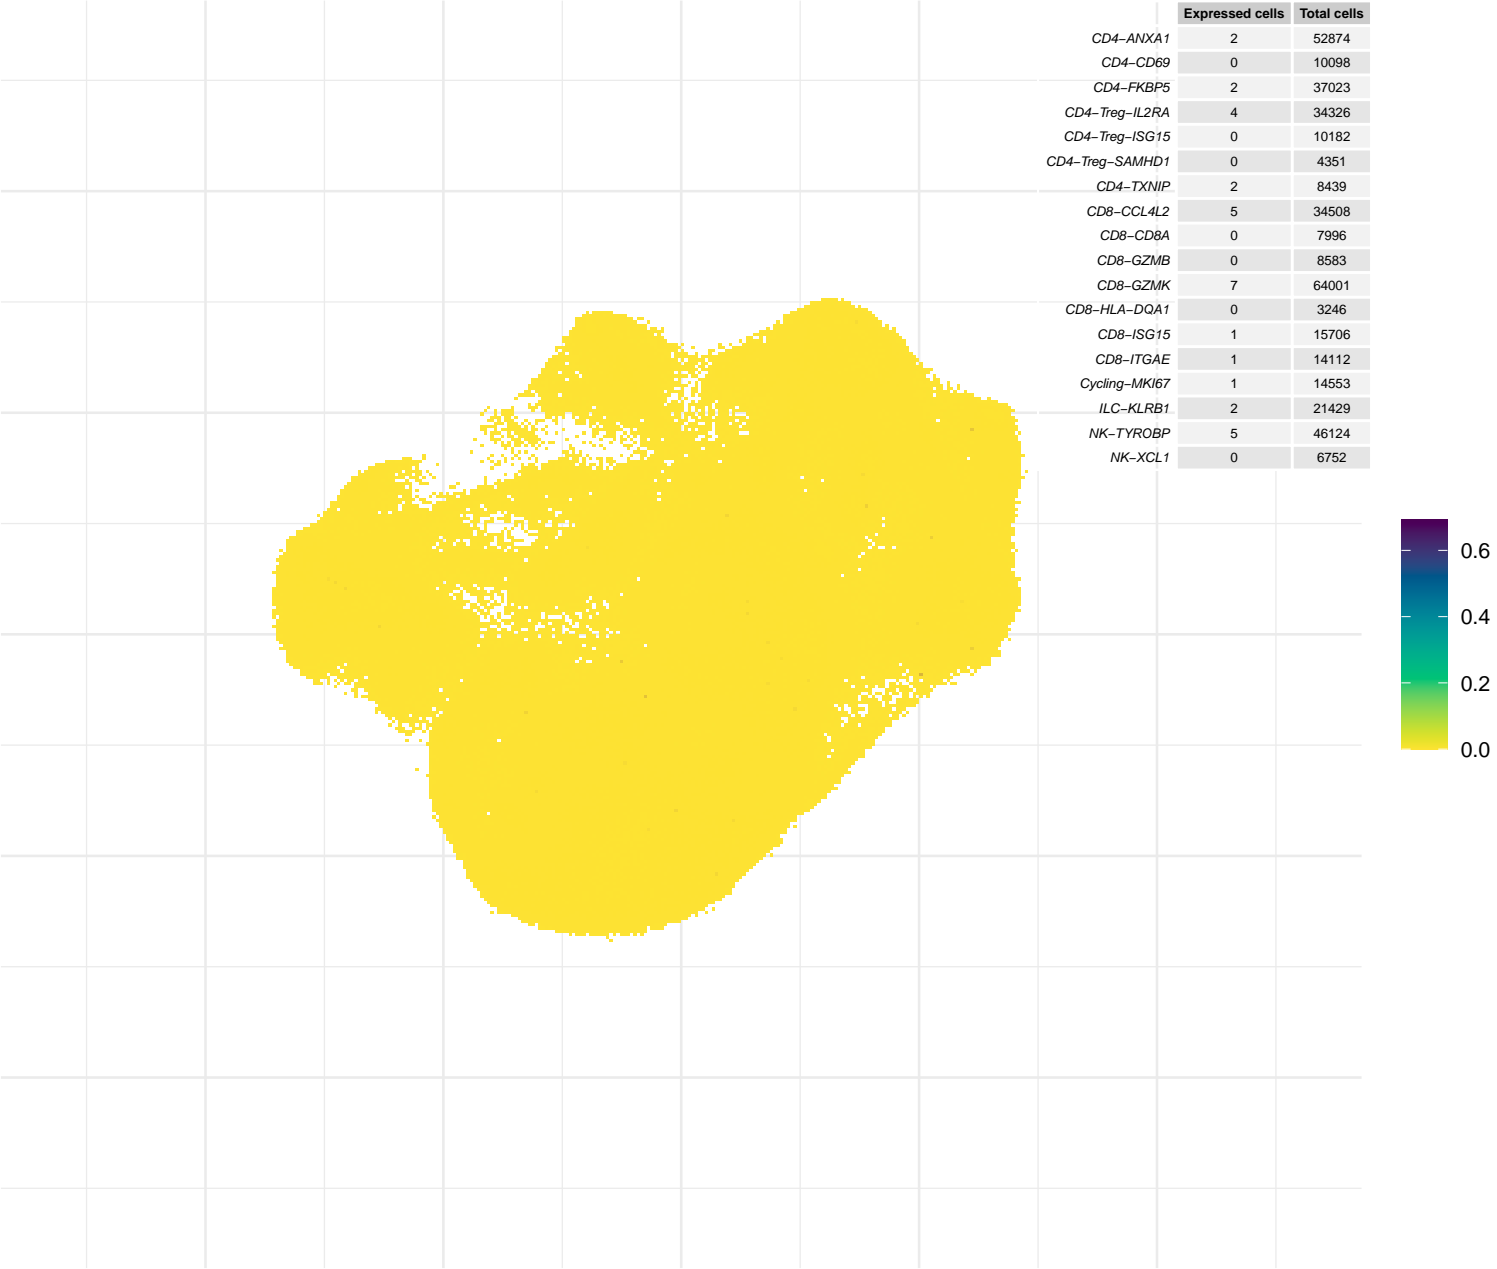 Expressed cells Total cells
CD4−ANXA1 2 52874
CD4−CD69 0 10098
CD4−FKBP5 2 37023
CD4−Treg−IL2RA 4 34326
CD4−Treg−ISG15 0 10182
CD4−Treg−SAMHD1 0 4351
CD4−TXNIP 2 8439
CD8−CCL4L2 5 34508
CD8−CD8A 0 7996
CD8−GZMB 0 8583
CD8−GZMK 7 64001
CD8−HLA−DQA1 0 3246
CD8−ISG15 1 15706
CD8−ITGAE 1 14112
Cycling−MKI67 1 14553
ILC−KLRB1 2 21429
NK−TYROBP 5 46124
NK−XCL1 0 6752
0.6
0.4
0.2
0.0